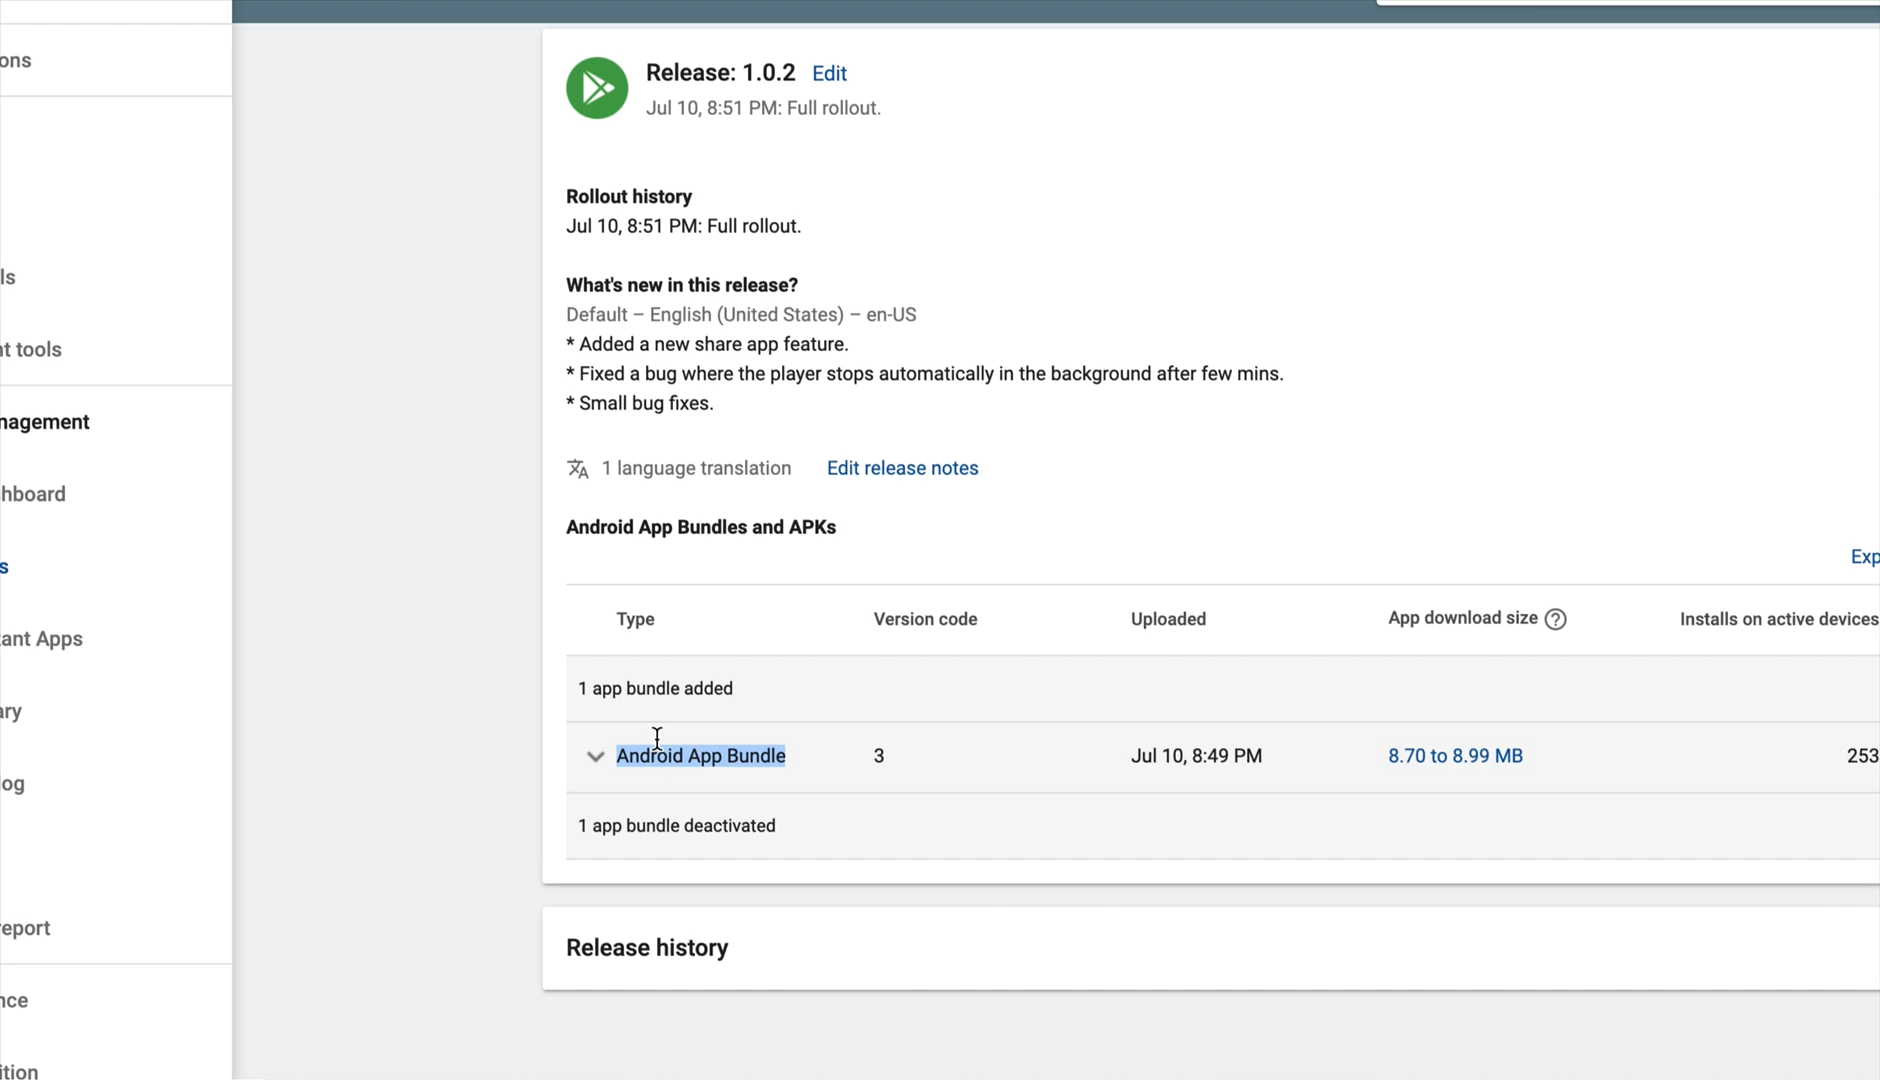 ons
ls
nt tools
nagement
hboard
s
tant Apps
ary
log
report
nce
ition
Release: 1.0.2 Edit
Jul 10, 8:51 PM: Full rollout.
Rollout history
Jul 10, 8:51 PM: Full rollout.
What's new in this release?
Default – English (United States) – en-US
* Added a new share app feature.
* Fixed a bug where the player stops automatically in the background after few mins.
* Small bug fixes.
1 language translation Edit release notes
Android App Bundles and APKs
Exp
Type Version code Uploaded App download size ? Installs on active devices
1 app bundle added
Android App Bundle 3 Jul 10, 8:49 PM 8.70 to 8.99 MB 253
1 app bundle deactivated
Release history